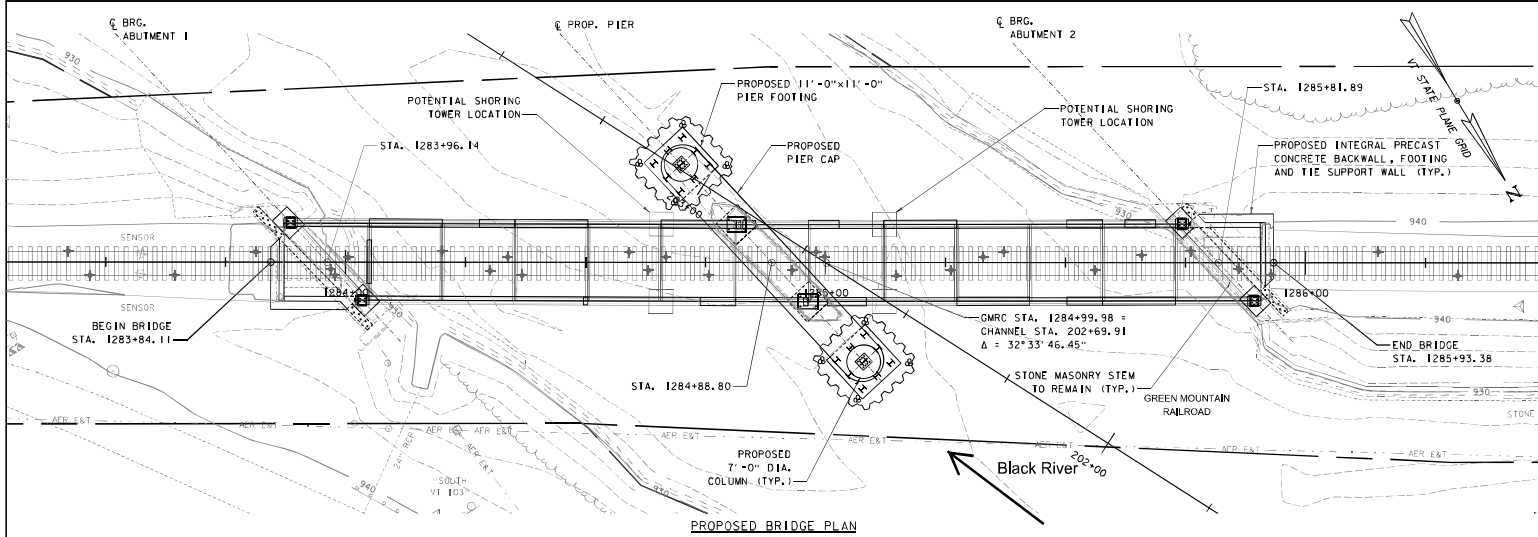 ℄ BRG.
ABUTMENT 1
℄ PROP. PIER
℄ BRG.
ABUTMENT 2
930
930
PROPOSED 11'-0"x11'-0"
PIER FOOTING
POTENTIAL SHORING
TOWER LOCATION
STA. 1283+96.14
PROPOSED
PIER CAP
POTENTIAL SHORING
TOWER LOCATION
STA. 1285+81.89
PROPOSED INTEGRAL PRECAST
CONCRETE BACKWALL, FOOTING
AND TIE SUPPORT WALL (TYP.)
VT STATE PLANE GRID
N
930
940
SENSOR
SENSOR
1284+00
1285+00
1286+00
BEGIN BRIDGE
STA. 1283+84.11
930
STA. 1284+88.80
GMRC STA. 1284+99.98 =
CHANNEL STA. 202+69.91
Δ = 32°33'46.45"
STONE MASONRY STEM
TO REMAIN (TYP.)
GREEN MOUNTAIN
RAILROAD
940
END BRIDGE
STA. 1285+93.38
930
STONE
AER E&T
AER E&T
AER E&T
AER E&T
AER E&T
AER E&T
AER E&T
AER E&T
24" RCP
940
"SOUTH
VT 103"
930
PROPOSED
7'-0" DIA.
COLUMN (TYP.)
Black River
202+00
PROPOSED BRIDGE PLAN